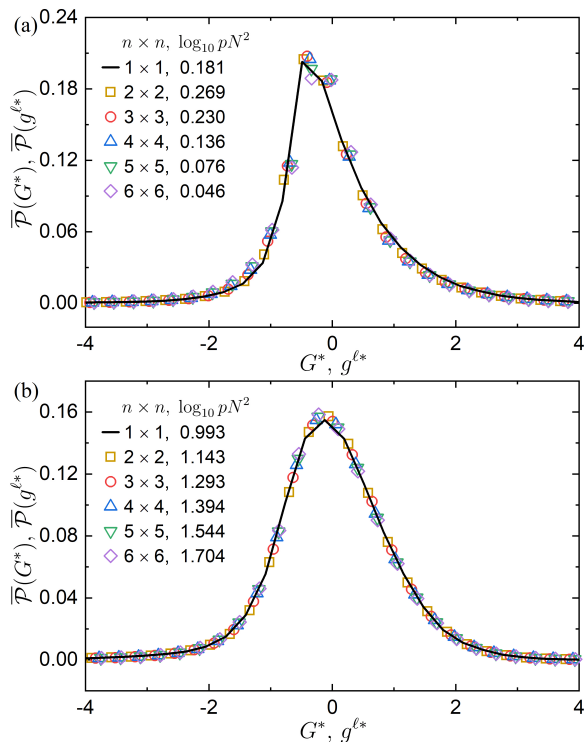 (a)
n × n, log₁₀ pN²
1 × 1, 0.181
2 × 2, 0.269
3 × 3, 0.230
4 × 4, 0.136
5 × 5, 0.076
6 × 6, 0.046
0.24
0.18
0.12
0.06
0.00
P̅(G*), P̅(gˡ*)
-4 -2 0 2 4
G*, gˡ*
(b)
n × n, log₁₀ pN²
1 × 1, 0.993
2 × 2, 1.143
3 × 3, 1.293
4 × 4, 1.394
5 × 5, 1.544
6 × 6, 1.704
0.16
0.12
0.08
0.04
0.00
P̅(G*), P̅(gˡ*)
-4 -2 0 2 4
G*, gˡ*